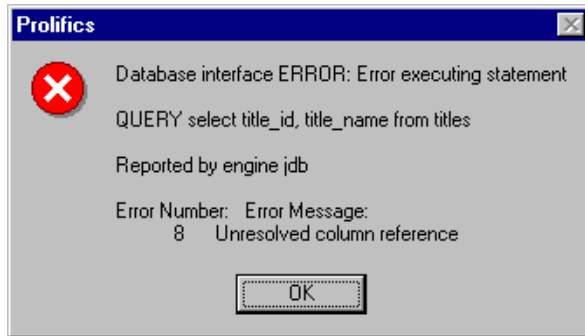 Prolifics
Database interface ERROR: Error executing statement
QUERY select title_id, title_name from titles
Reported by engine jdb
Error Number: Error Message:
8 Unresolved column reference
OK